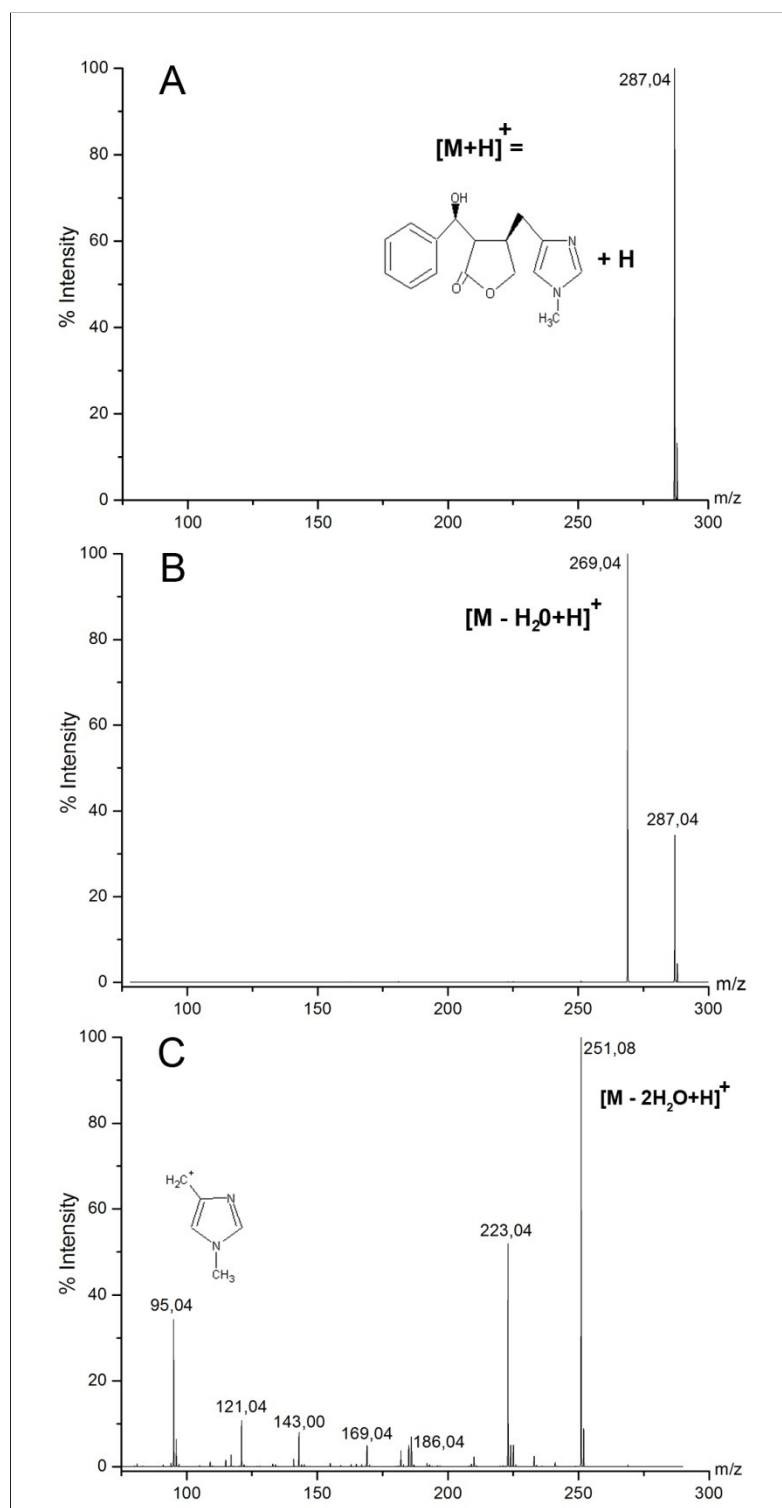 A
100
287,04
[M+H]+ =
80
OH
60
N
+ H
O
O
N
H3C
% Intensity
40
20
0
100
150
200
250
300
m/z
B
100
269,04
[M - H20+H]+
80
60
% Intensity
40
287,04
20
0
100
150
200
250
300
m/z
C
100
251,08
[M - 2H2O+H]+
80
H2C+
N
N
CH3
60
% Intensity
223,04
40
95,04
20
121,04
143,00
169,04
186,04
0
100
150
200
250
300
m/z